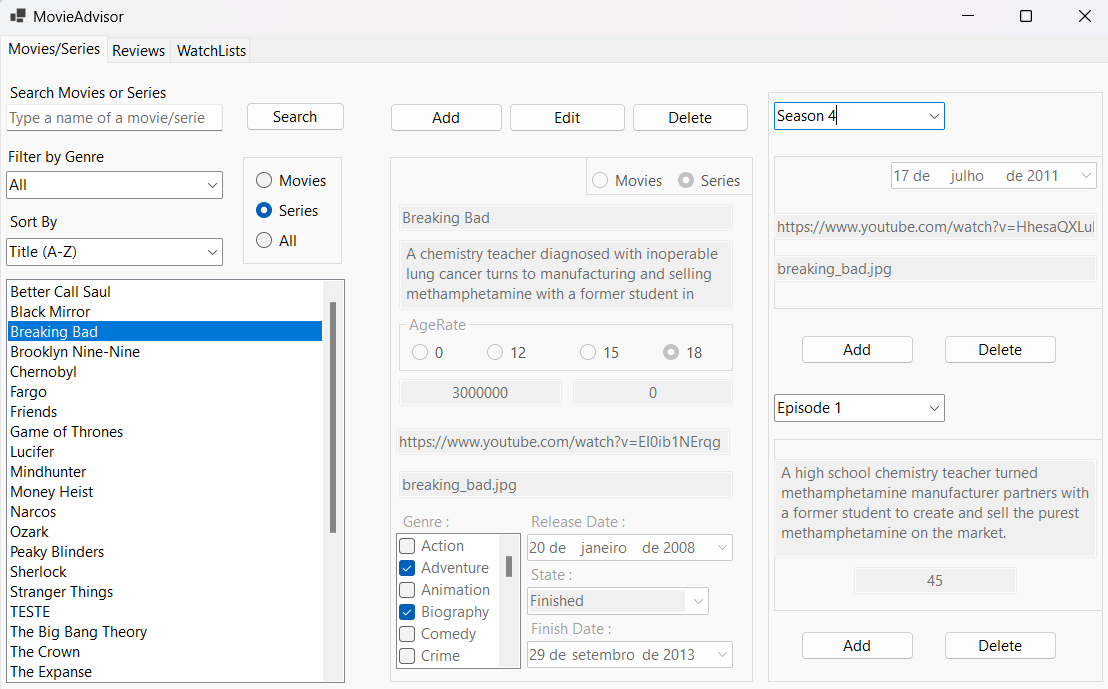 MovieAdvisor
Movies/Series Reviews WatchLists
Search Movies or Series
Type a name of a movie/serie
Search
Filter by Genre
All
Sort By
Title (A-Z)
Movies
Series
All
Better Call Saul
Black Mirror
Breaking Bad
Brooklyn Nine-Nine
Chernobyl
Fargo
Friends
Game of Thrones
Lucifer
Mindhunter
Money Heist
Narcos
Ozark
Peaky Blinders
Sherlock
Stranger Things
TESTE
The Big Bang Theory
The Crown
The Expanse
Add Edit Delete
Movies Series
Breaking Bad
A chemistry teacher diagnosed with inoperable
lung cancer turns to manufacturing and selling
methamphetamine with a former student in
AgeRate
0 12 15 18
3000000 0
https://www.youtube.com/watch?v=EI0ib1NErqg
breaking_bad.jpg
Genre :
Action
Adventure
Animation
Biography
Comedy
Crime
Release Date :
20 de janeiro de 2008
State :
Finished
Finish Date :
29 de setembro de 2013
Season 4
17 de julho de 2011
https://www.youtube.com/watch?v=HhesaQXLu
breaking_bad.jpg
Add Delete
Episode 1
A high school chemistry teacher turned
methamphetamine manufacturer partners with
a former student to create and sell the purest
methamphetamine on the market.
45
Add Delete